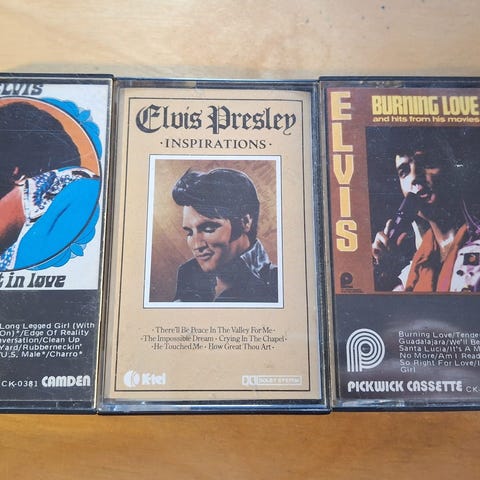 ELVIS
in love
Long Legged Girl (With
On)*/Edge Of Reality
nversation/Clean Up
Yard/Rubberneckin*
*/U.S. Male*/Charro*
CK-0381 CAMDEN
Elvis Presley
· INSPIRATIONS ·
· There'll Be Peace In The Valley For Me ·
· The Impossible Dream · Crying In The Chapel ·
· He Touched Me · How Great Thou Art ·
K-tel
DOLBY SYSTEM
ELVIS
BURNING LOVE
and hits from his movies
P
Burning Love/Tende
Guadalajara/We'll Be
Santa Lucia/It's A M
No More/Am I Read
So Right For Love/I
Girl
PICKWICK CASSETTE CK